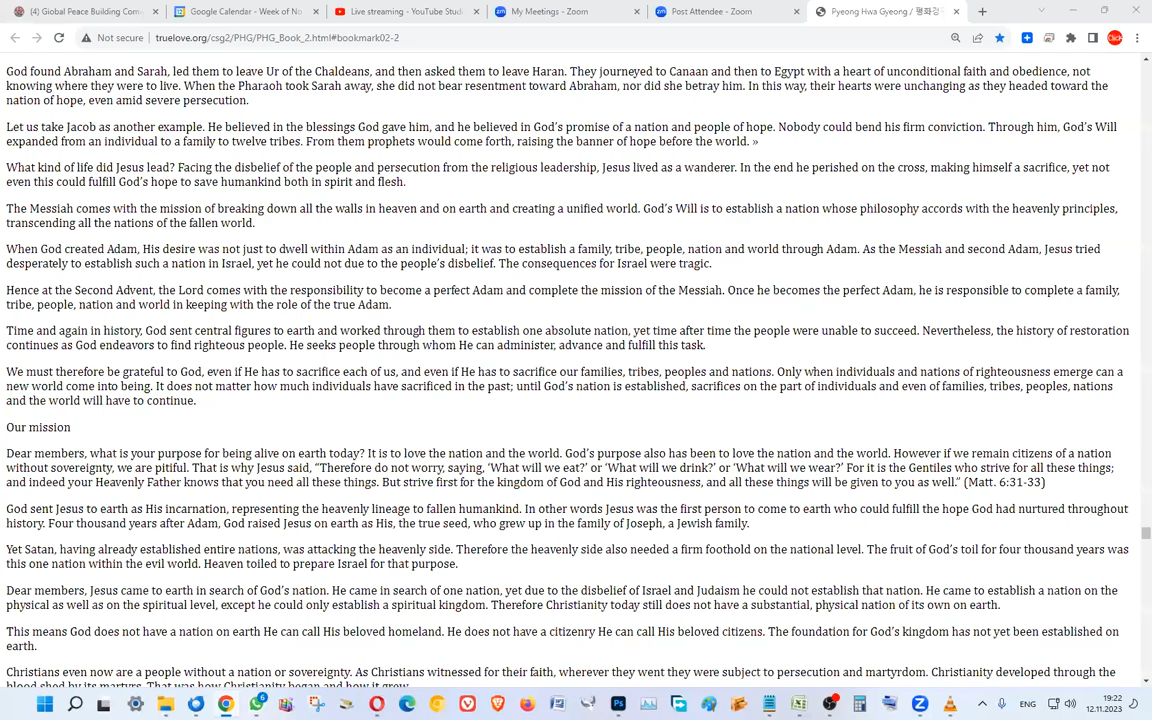 (4) Global Peace Building Com
Google Calendar - Week of No
Live streaming - YouTube Studi
My Meetings - Zoom
Post Attendee - Zoom
Pyeong Hwa Gyeong / 평화경
Not secure
truelove.org/csg2/PHG/PHG_Book_2.html#bookmark02-2
God found Abraham and Sarah, led them to leave Ur of the Chaldeans, and then asked them to leave Haran. They journeyed to Canaan and then to Egypt with a heart of unconditional faith and obedience, not
knowing where they were to live. When the Pharaoh took Sarah away, she did not bear resentment toward Abraham, nor did she betray him. In this way, their hearts were unchanging as they headed toward the
nation of hope, even amid severe persecution.
Let us take Jacob as another example. He believed in the blessings God gave him, and he believed in God’s promise of a nation and people of hope. Nobody could bend his firm conviction. Through him, God’s Will
expanded from an individual to a family to twelve tribes. From them prophets would come forth, raising the banner of hope before the world. »
What kind of life did Jesus lead? Facing the disbelief of the people and persecution from the religious leadership, Jesus lived as a wanderer. In the end he perished on the cross, making himself a sacrifice, yet not
even this could fulfill God’s hope to save humankind both in spirit and flesh.
The Messiah comes with the mission of breaking down all the walls in heaven and on earth and creating a unified world. God’s Will is to establish a nation whose philosophy accords with the heavenly principles,
transcending all the nations of the fallen world.
When God created Adam, His desire was not just to dwell within Adam as an individual; it was to establish a family, tribe, people, nation and world through Adam. As the Messiah and second Adam, Jesus tried
desperately to establish such a nation in Israel, yet he could not due to the people’s disbelief. The consequences for Israel were tragic.
Hence at the Second Advent, the Lord comes with the responsibility to become a perfect Adam and complete the mission of the Messiah. Once he becomes the perfect Adam, he is responsible to complete a family,
tribe, people, nation and world in keeping with the role of the true Adam.
Time and again in history, God sent central figures to earth and worked through them to establish one absolute nation, yet time after time the people were unable to succeed. Nevertheless, the history of restoration
continues as God endeavors to find righteous people. He seeks people through whom He can administer, advance and fulfill this task.
We must therefore be grateful to God, even if He has to sacrifice each of us, and even if He has to sacrifice our families, tribes, peoples and nations. Only when individuals and nations of righteousness emerge can a
new world come into being. It does not matter how much individuals have sacrificed in the past; until God’s nation is established, sacrifices on the part of individuals and even of families, tribes, peoples, nations
and the world will have to continue.
Our mission
Dear members, what is your purpose for being alive on earth today? It is to love the nation and the world. God’s purpose also has been to love the nation and the world. However if we remain citizens of a nation
without sovereignty, we are pitiful. That is why Jesus said, “Therefore do not worry, saying, ‘What will we eat?’ or ‘What will we drink?’ or ‘What will we wear?’ For it is the Gentiles who strive for all these things;
and indeed your Heavenly Father knows that you need all these things. But strive first for the kingdom of God and His righteousness, and all these things will be given to you as well.” (Matt. 6:31-33)
God sent Jesus to earth as His incarnation, representing the heavenly lineage to fallen humankind. In other words Jesus was the first person to come to earth who could fulfill the hope God had nurtured throughout
history. Four thousand years after Adam, God raised Jesus on earth as His, the true seed, who grew up in the family of Joseph, a Jewish family.
Yet Satan, having already established entire nations, was attacking the heavenly side. Therefore the heavenly side also needed a firm foothold on the national level. The fruit of God’s toil for four thousand years was
this one nation within the evil world. Heaven toiled to prepare Israel for that purpose.
Dear members, Jesus came to earth in search of God’s nation. He came in search of one nation, yet due to the disbelief of Israel and Judaism he could not establish that nation. He came to establish a nation on the
physical as well as on the spiritual level, except he could only establish a spiritual kingdom. Therefore Christianity today still does not have a substantial, physical nation of its own on earth.
This means God does not have a nation on earth He can call His beloved homeland. He does not have a citizenry He can call His beloved citizens. The foundation for God’s kingdom has not yet been established on
earth.
Christians even now are a people without a nation or sovereignty. As Christians witnessed for their faith, wherever they went they were subject to persecution and martyrdom. Christianity developed through the
blood shed by its martyrs. That was how Christianity began and how it grew.
6
ENG
19:22
12.11.2023